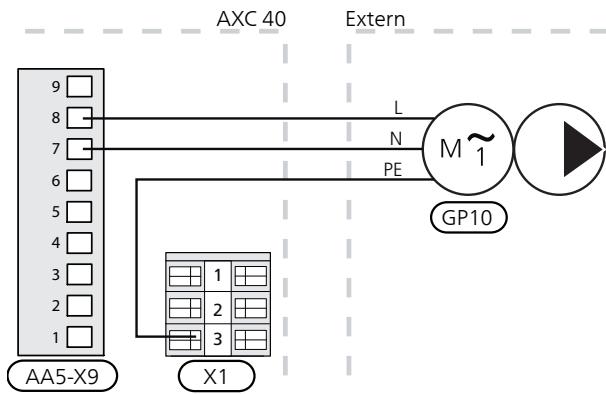 AXC 40 Extern
9
8 L
7 N
6 PE
5
4
3
2
1
M 1
GP10
1
2
3
AA5-X9
X1